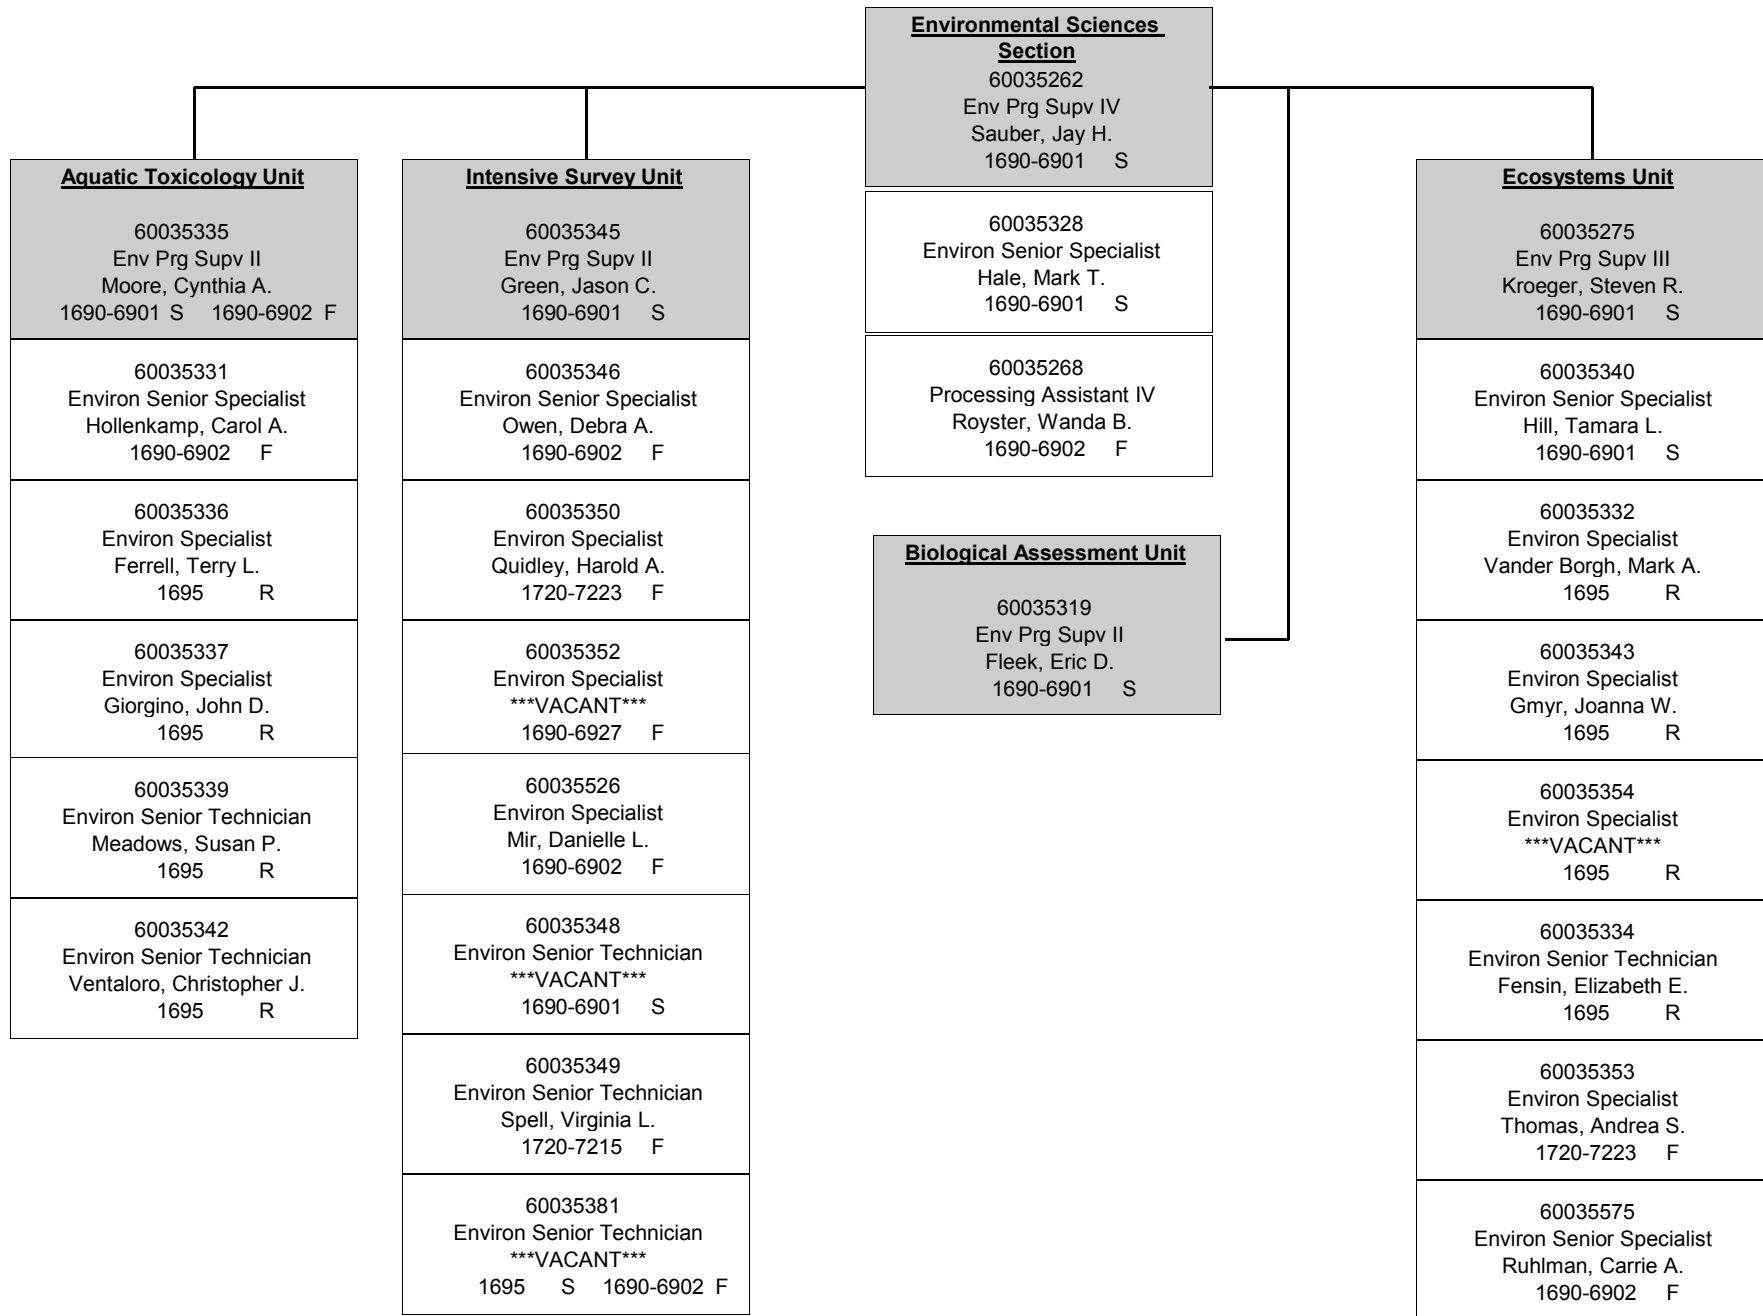 Environmental Sciences
Section
60035262
Env Prg Supv IV
Sauber, Jay H.
1690-6901 S
60035328
Environ Senior Specialist
Hale, Mark T.
1690-6901 S
60035268
Processing Assistant IV
Royster, Wanda B.
1690-6902 F
Aquatic Toxicology Unit
60035335
Env Prg Supv II
Moore, Cynthia A.
1690-6901 S 1690-6902 F
60035331
Environ Senior Specialist
Hollenkamp, Carol A.
1690-6902 F
60035336
Environ Specialist
Ferrell, Terry L.
1695 R
60035337
Environ Specialist
Giorgino, John D.
1695 R
60035339
Environ Senior Technician
Meadows, Susan P.
1695 R
60035342
Environ Senior Technician
Ventaloro, Christopher J.
1695 R
Intensive Survey Unit
60035345
Env Prg Supv II
Green, Jason C.
1690-6901 S
60035346
Environ Senior Specialist
Owen, Debra A.
1690-6902 F
60035350
Environ Specialist
Quidley, Harold A.
1720-7223 F
60035352
Environ Specialist
***VACANT***
1690-6927 F
60035526
Environ Specialist
Mir, Danielle L.
1690-6902 F
60035348
Environ Senior Technician
***VACANT***
1690-6901 S
60035349
Environ Senior Technician
Spell, Virginia L.
1720-7215 F
60035381
Environ Senior Technician
***VACANT***
1695 S 1690-6902 F
Biological Assessment Unit
60035319
Env Prg Supv II
Fleek, Eric D.
1690-6901 S
Ecosystems Unit
60035275
Env Prg Supv III
Kroeger, Steven R.
1690-6901 S
60035340
Environ Senior Specialist
Hill, Tamara L.
1690-6901 S
60035332
Environ Specialist
Vander Borgh, Mark A.
1695 R
60035343
Environ Specialist
Gmyr, Joanna W.
1695 R
60035354
Environ Specialist
***VACANT***
1695 R
60035334
Environ Senior Technician
Fensin, Elizabeth E.
1695 R
60035353
Environ Specialist
Thomas, Andrea S.
1720-7223 F
60035575
Environ Senior Specialist
Ruhlman, Carrie A.
1690-6902 F